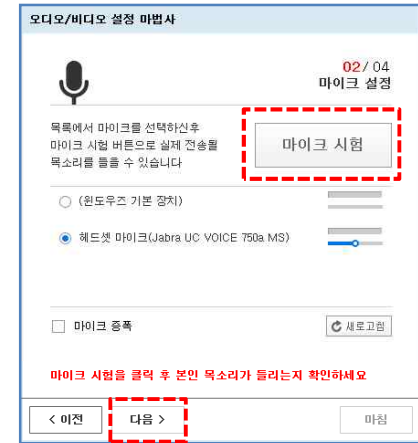 오디오/비디오 설정 마법사
02/ 04
마이크 설정
목록에서 마이크를 선택하신후
마이크 시험 버튼으로 실제 전송될
목소리를 들을 수 있습니다
마이크 시험
(윈도우즈 기본 장치)
헤드셋 마이크(Jabra UC VOICE 750a MS)
마이크 증폭
새로고침
마이크 시험을 클릭 후 본인 목소리가 들리는지 확인하세요
< 이전
다음 >
마침